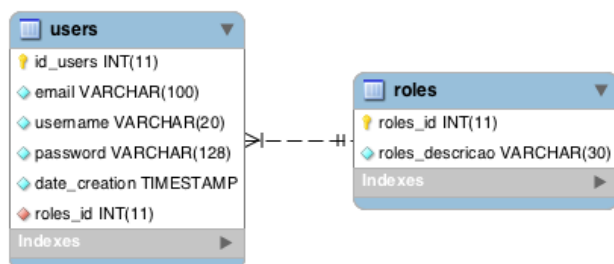 users
id_users INT(11)
email VARCHAR(100)
username VARCHAR(20)
password VARCHAR(128)
date_creation TIMESTAMP
roles_id INT(11)
Indexes
roles
roles_id INT(11)
roles_descricao VARCHAR(30)
Indexes